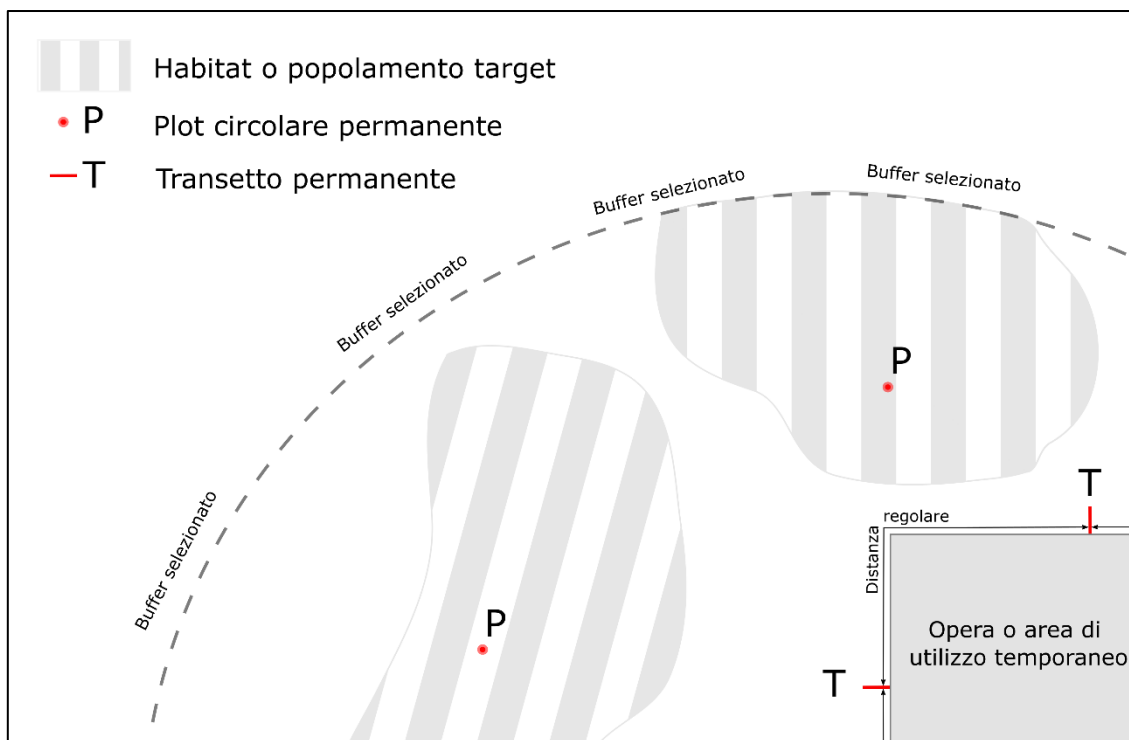 Habitat o popolamento target
P Plot circolare permanente
T Transetto permanente
Buffer selezionato
Buffer selezionato
Buffer selezionato
Buffer selezionato
P
P
T
regolare
Distanza
Opera o area di
utilizzo temporaneo
T